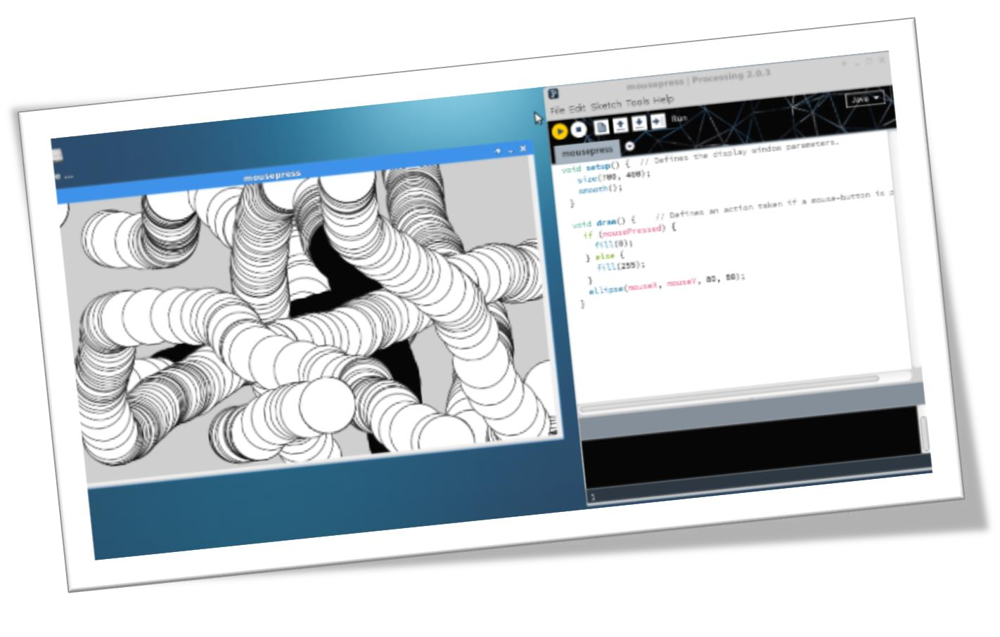 mousepress
mousepress | Processing 2.0.3
File Edit Sketch Tools Help
Run
Java
mousepress
void setup() { // Defines the display window parameters.
size(700, 400);
smooth();
}
void draw() { // Defines an action taken if a mouse-button is p
if (mousePressed) {
fill(0);
} else {
fill(255);
}
ellipse(mouseX, mouseY, 80, 80);
}
1